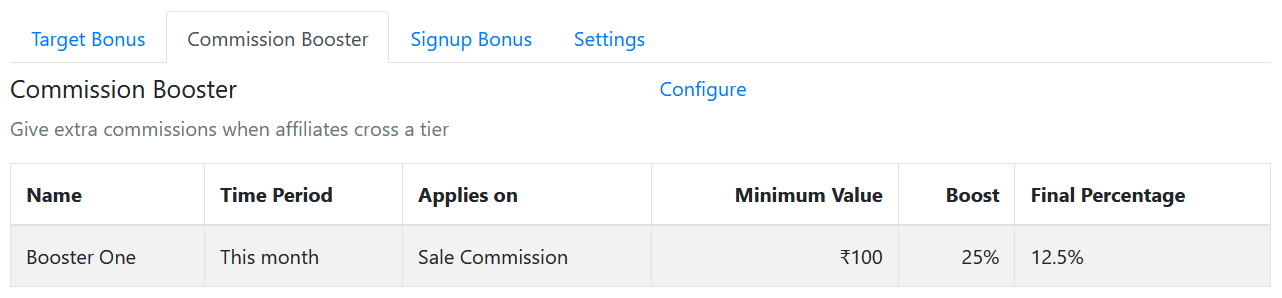 Target Bonus Commission Booster Signup Bonus Settings
Commission Booster Configure
Give extra commissions when affiliates cross a tier
Name Time Period Applies on Minimum Value Boost Final Percentage
Booster One This month Sale Commission ₹100 25% 12.5%